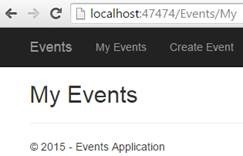 localhost:47474/Events/My
Events My Events Create Event
My Events
© 2015 - Events Application